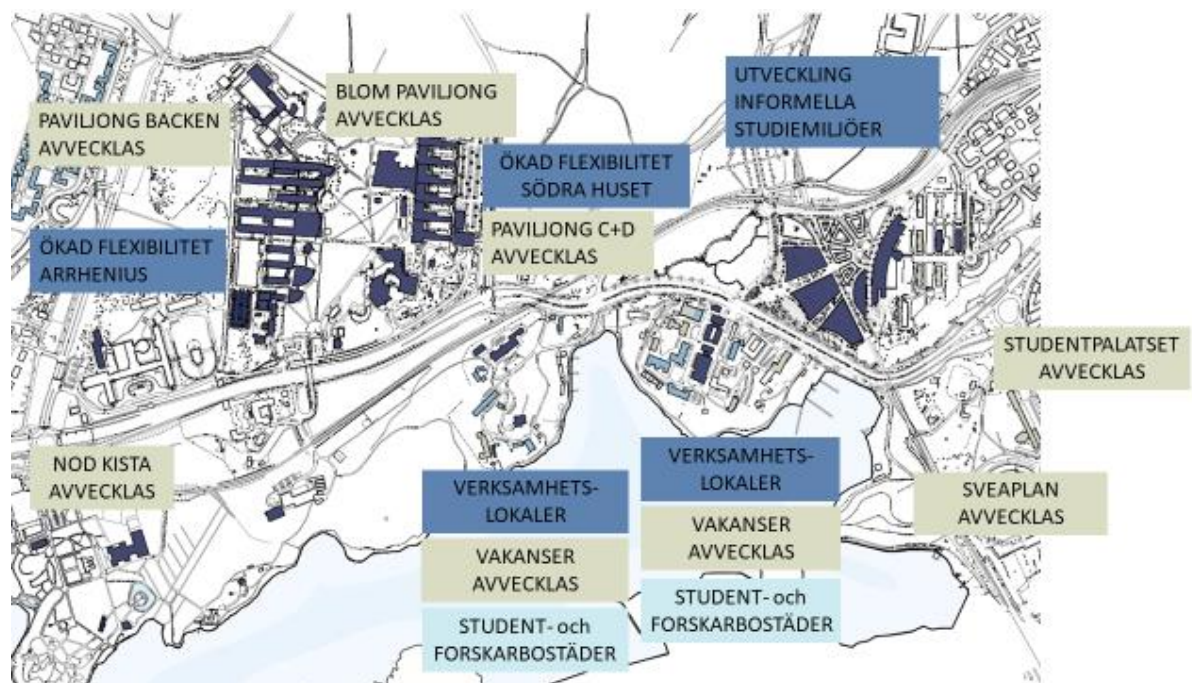 BLOM PAVILJONG
AVVECKLAS
UTVECKLING
INFORMELLA
STUDIEMILJÖER
PAVILJONG BACKEN
AVVECKLAS
ÖKAD FLEXIBILITET
SÖDRA HUSET
PAVILJONG C+D
AVVECKLAS
ÖKAD FLEXIBILITET
ARRHENIUS
STUDENTPALATSET
AVVECKLAS
NOD KISTA
AVVECKLAS
VERKSAMHETS-
LOKALER
VAKANSER
AVVECKLAS
STUDENT- och
FORSKARBOSTÄDER
VERKSAMHETS-
LOKALER
VAKANSER
AVVECKLAS
STUDENT- och
FORSKARBOSTÄDER
SVEAPLAN
AVVECKLAS